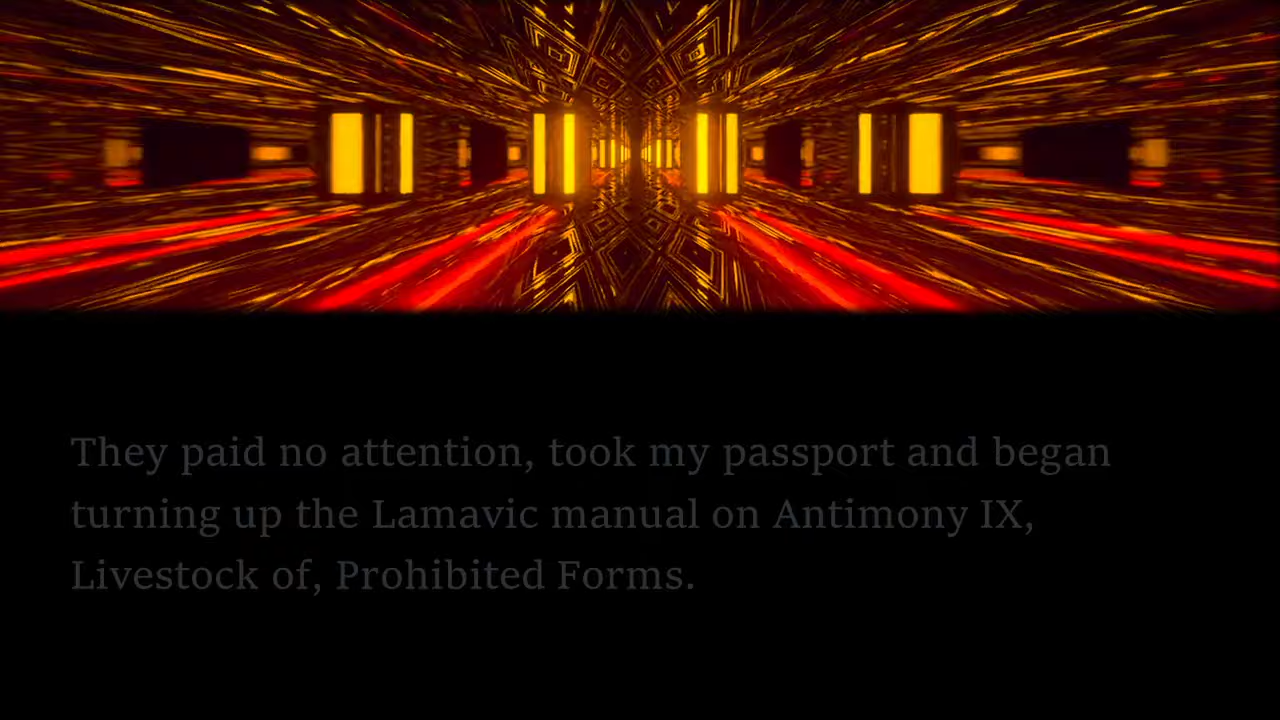 They paid no attention, took my passport and began
turning up the Lamavic manual on Antimony IX,
Livestock of, Prohibited Forms.